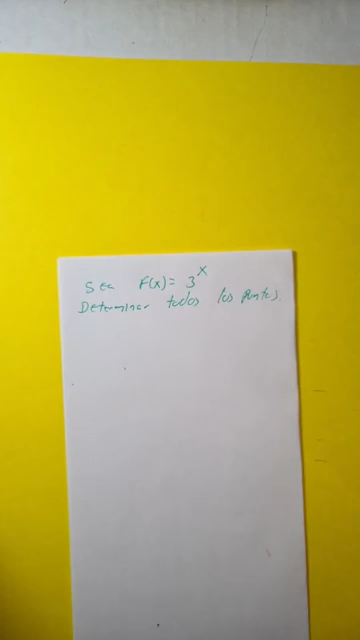 Sea F(x) = 3^x
Determinar todos los puntos.